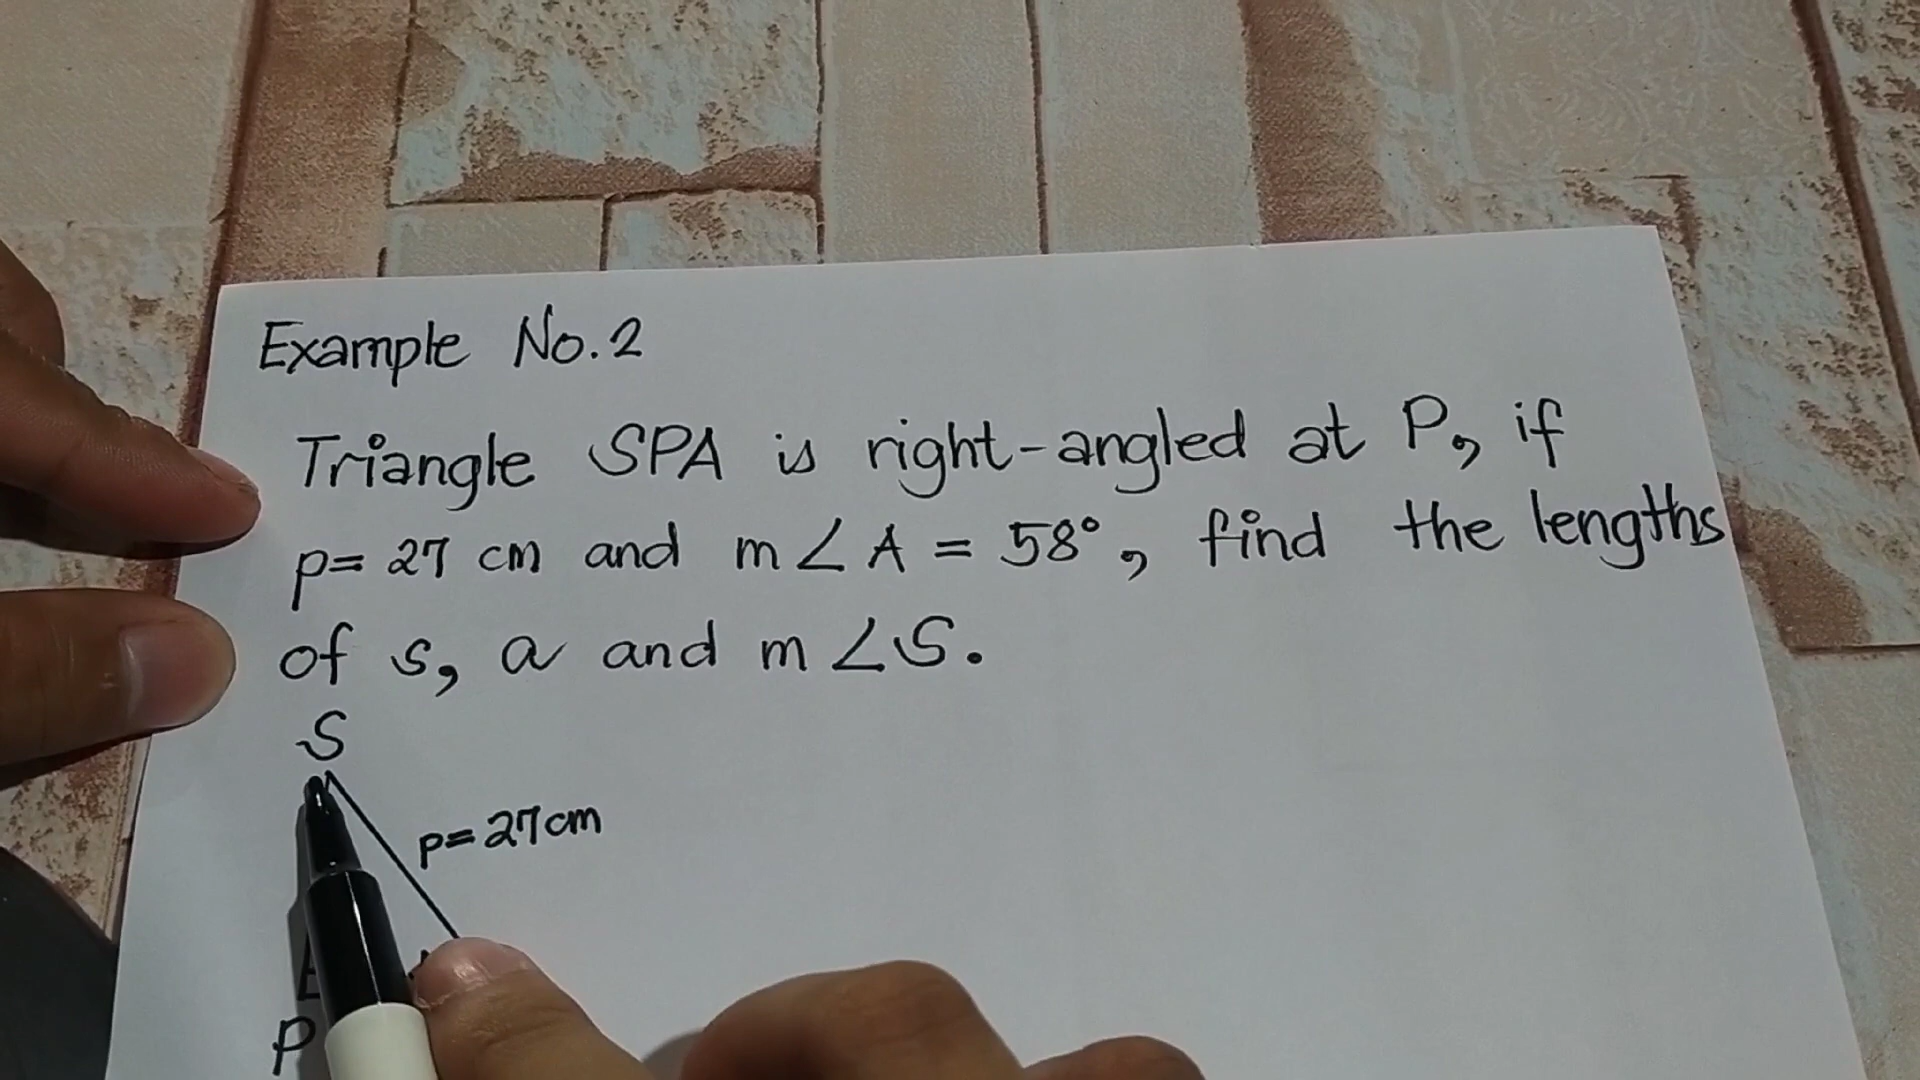 Example No.2
Triangle SPA is right-angled at P, if
p= 27 cm and m∠A = 58°, find the lengths
of s, a and m∠S.
S
p=27cm
P